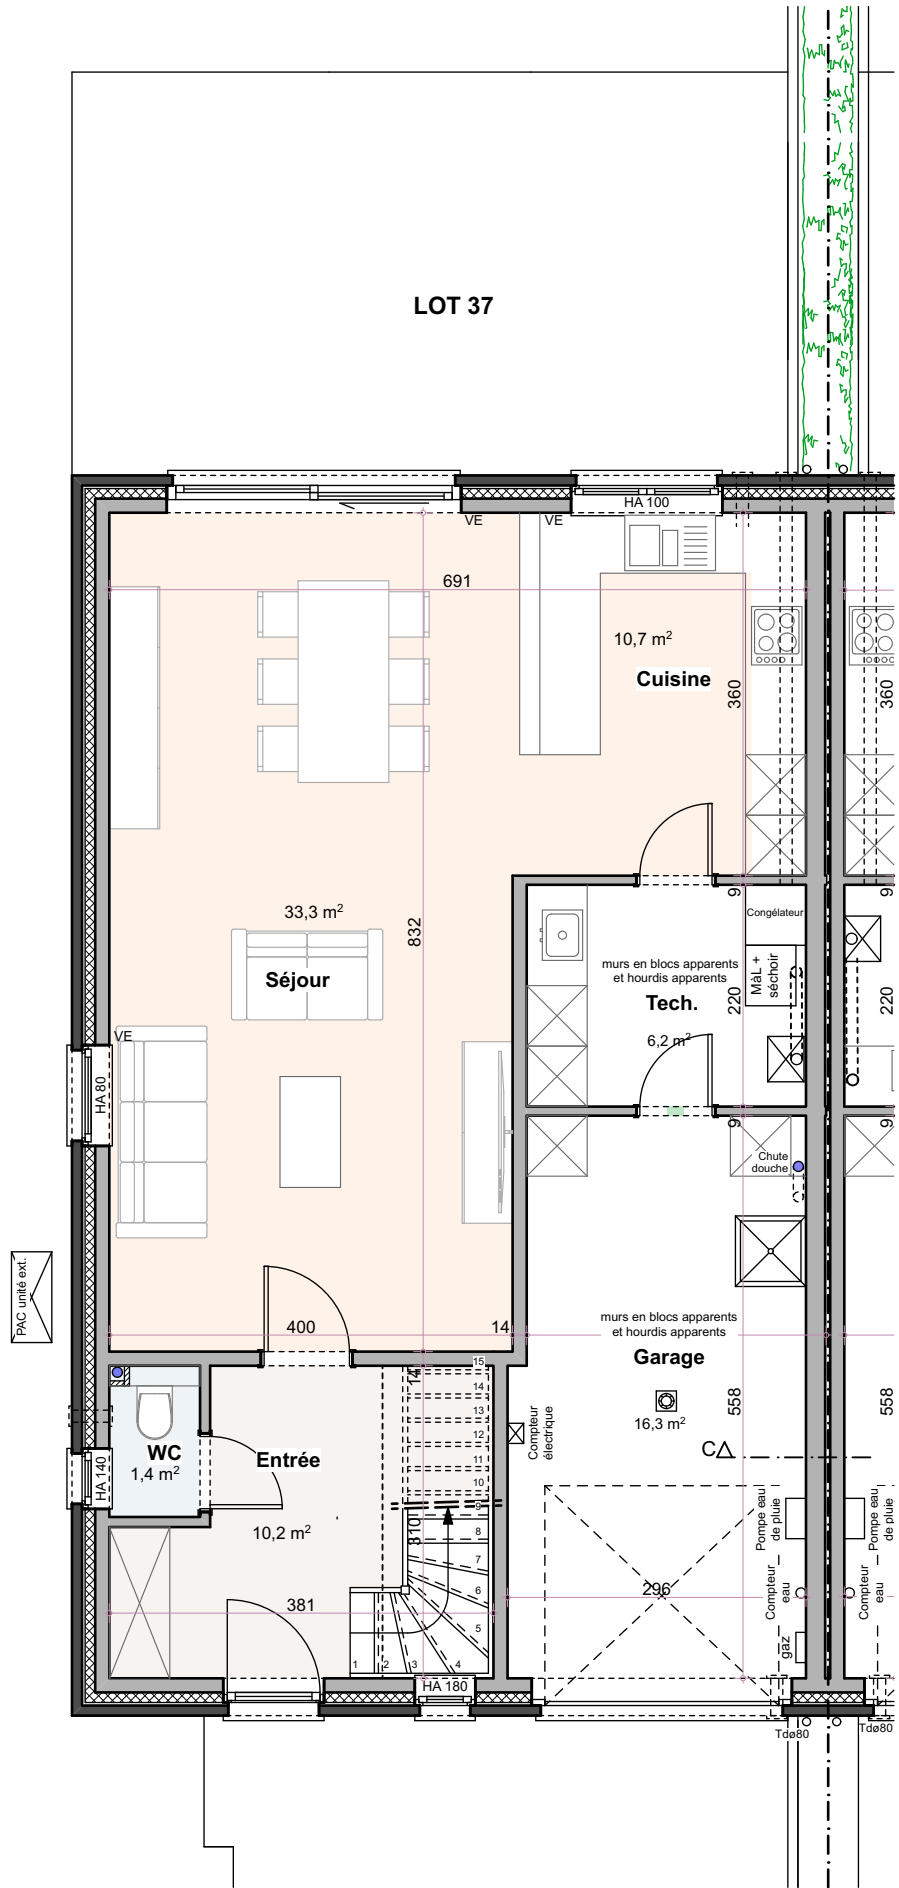 LOT 37
HA 100
VE
VE
691
10,7 m²
Cuisine
360
360
33,3 m²
832
Séjour
9
9
Congélateur
murs en blocs apparents
et hourdis apparents
MàL +
séchoir
Tech.
220
220
6,2 m²
VE
HA 80
9
9
Chute
douche
PAC unité ext.
400
14
murs en blocs apparents
et hourdis apparents
Garage
558
558
16,3 m²
Compteur
électrique
C
14
15
14
13
12
11
10
9
8
7
6
5
4
3
2
1
WC
1,4 m²
HA 140
Entrée
10,2 m²
310
381
296
Pompe eau
de pluie
Pompe eau
de pluie
Compteur
eau
Compteur
eau
gaz
HA 180
Tdø80
Tdø80